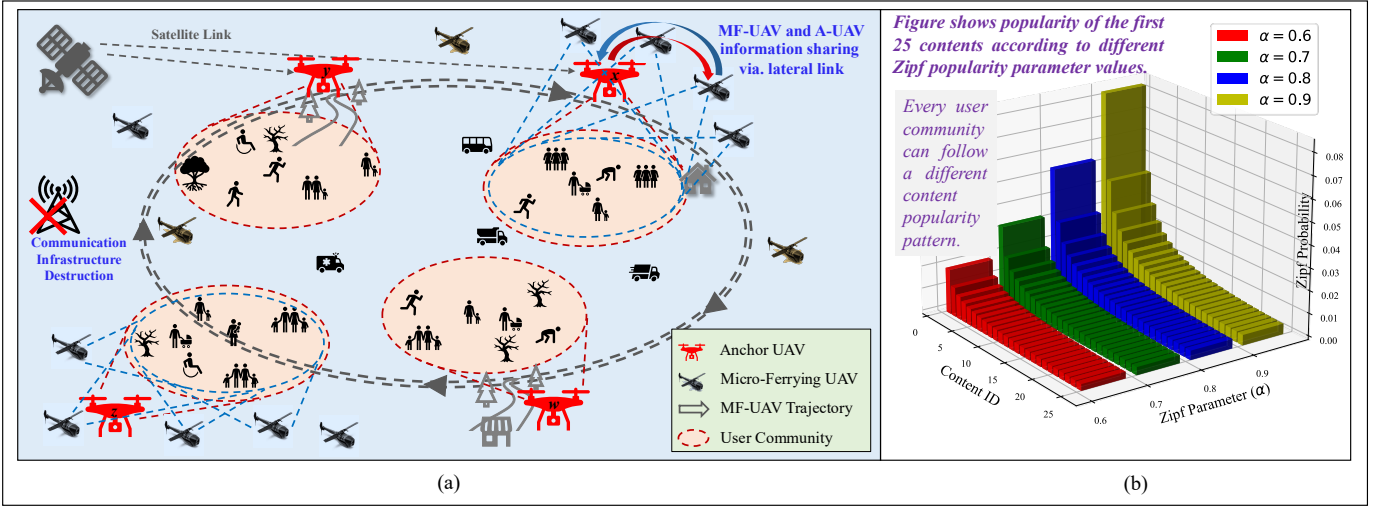 Satellite Link
MF-UAV and A-UAV
information sharing
via. lateral link
y
x
Communication
Infrastructure
Destruction
z
w
Anchor UAV
Micro-Ferrying UAV
MF-UAV Trajectory
User Community
(a)
Figure shows popularity of the first
25 contents according to different
Zipf popularity parameter values.
α = 0.6
α = 0.7
α = 0.8
α = 0.9
Every user
community
can follow
a different
content
popularity
pattern.
0.08
0.07
0.06
0.05
0.04
0.03
0.02
0.01
0.00
Zipf Probability
0
5
10
15
20
25
Content ID
0.6
0.7
0.8
0.9
Zipf Parameter (α)
(b)